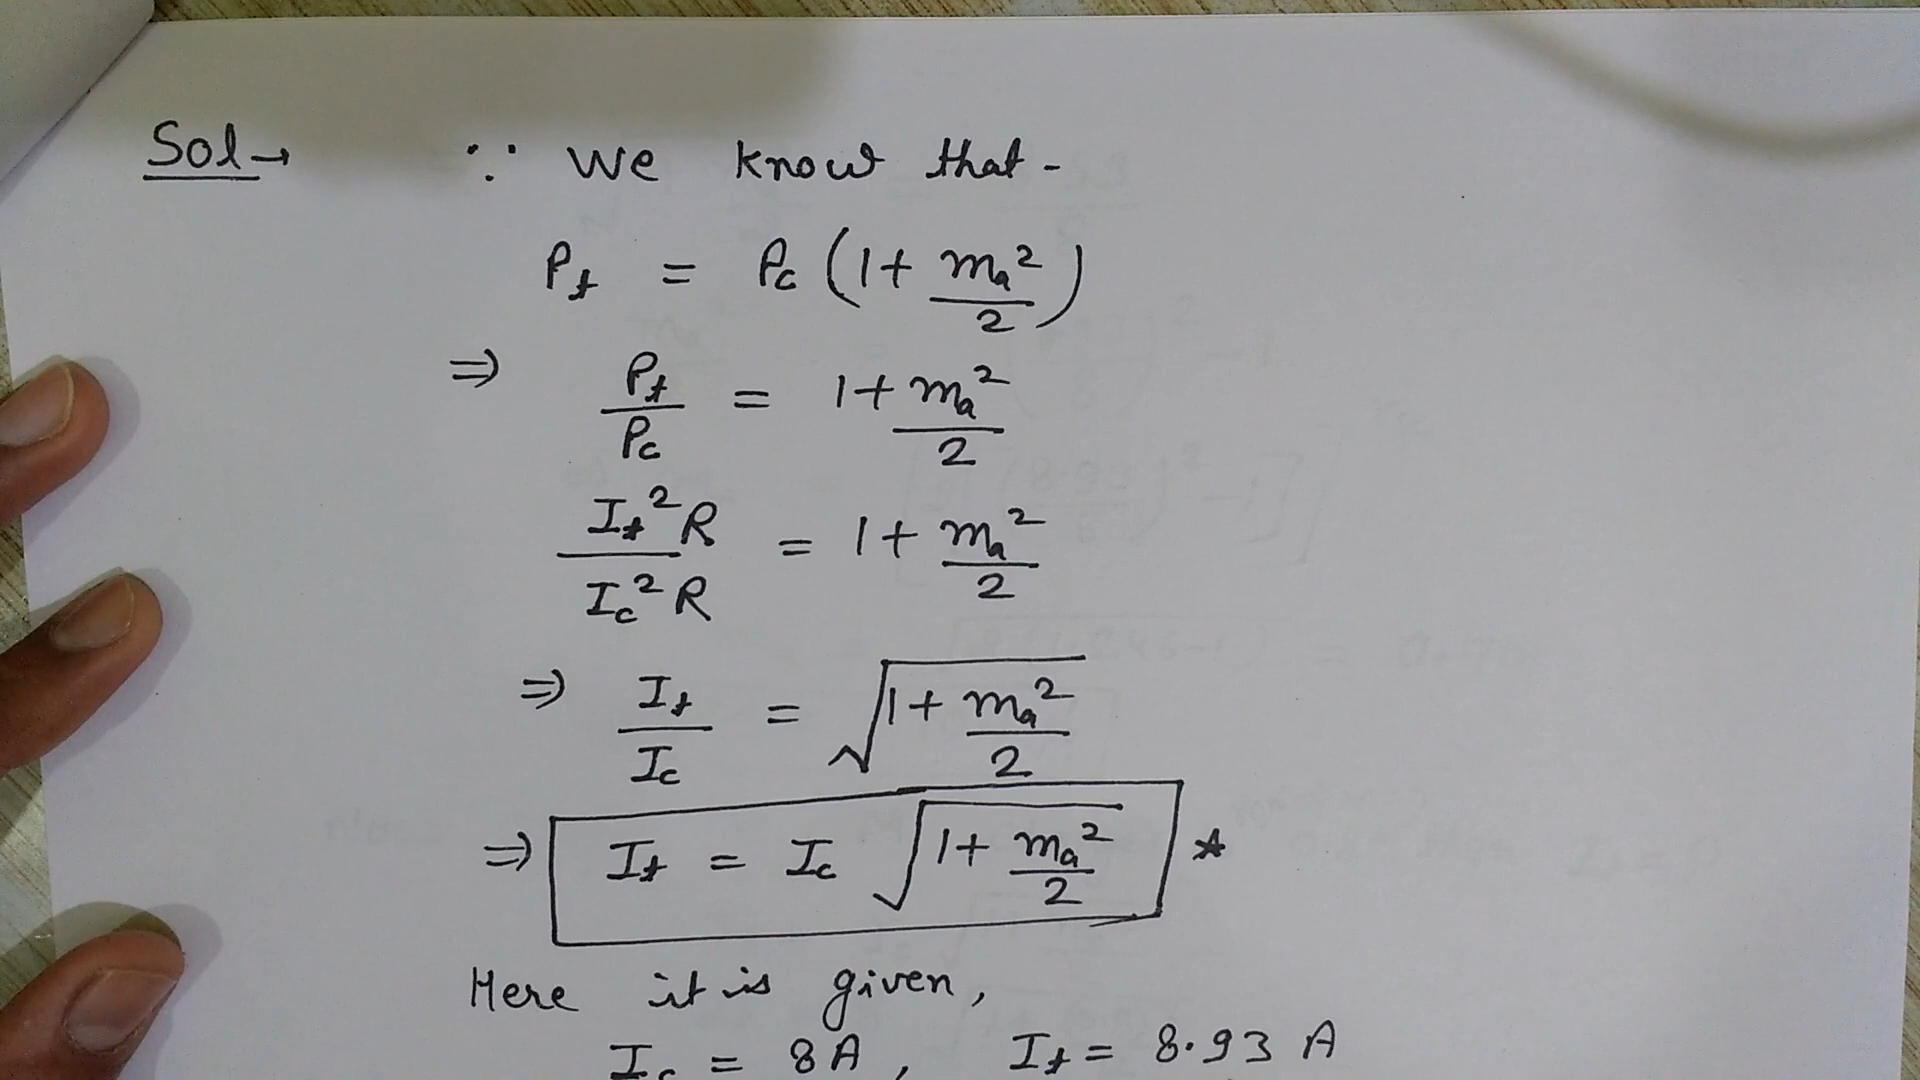 Sol→ ∵ We know that-
Pt = Pc (1 + ma²/2)
⇒ Pt/Pc = 1 + ma²/2
It²R/Ic²R = 1 + ma²/2
⇒ It/Ic = √(1 + ma²/2)
⇒ It = Ic √(1 + ma²/2) ☆
Here it is given,
Ic = 8A, It = 8.93 A